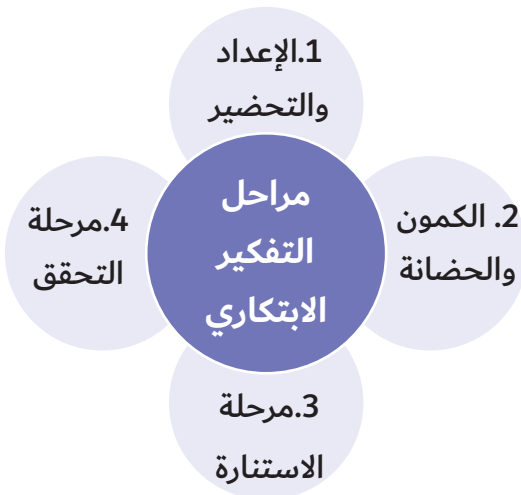 1.الإعداد
والتحضير
مراحل
التفكير
الابتكاري
2. الكمون
والحضانة
3.مرحلة
الاستنارة
4.مرحلة
التحقق